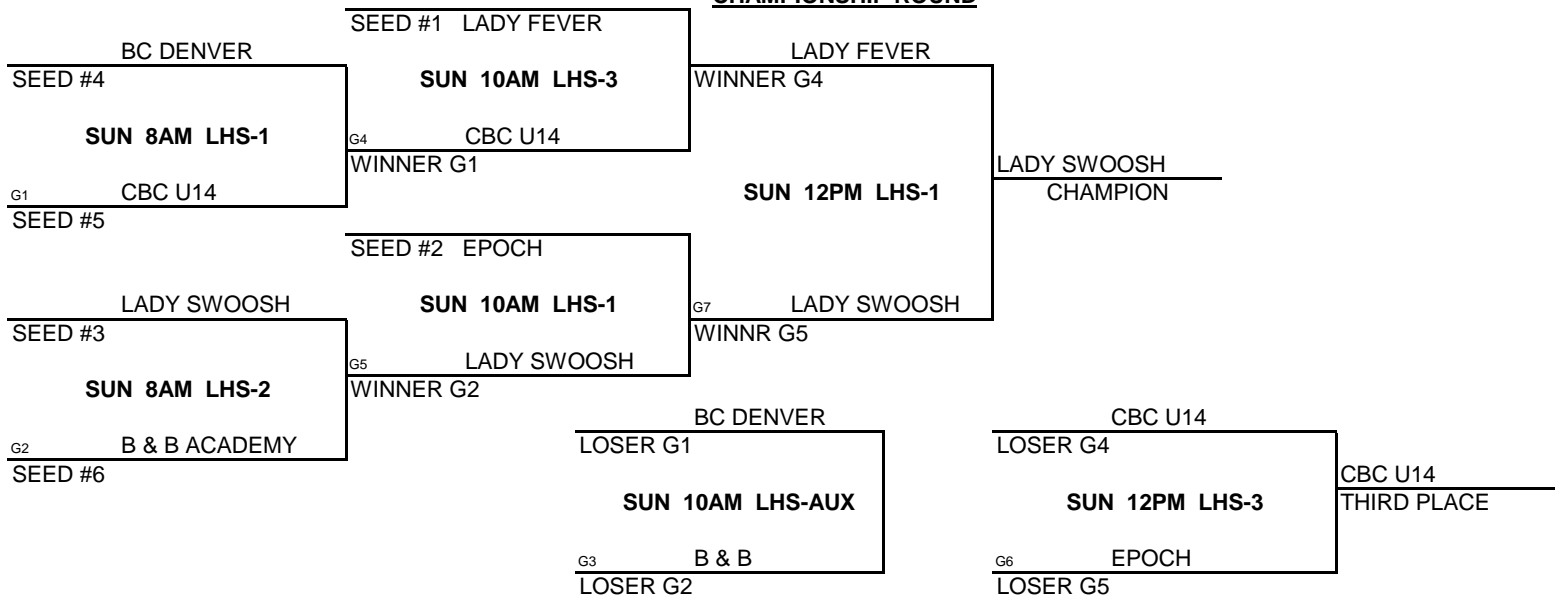 CHAMPIONSHIP ROUND
SEED #1 LADY FEVER
BC DENVER
LADY FEVER
SEED #4
SUN 10AM LHS-3
WINNER G4
SUN 8AM LHS-1
G4 CBC U14
WINNER G1
LADY SWOOSH
G1 CBC U14
SUN 12PM LHS-1
CHAMPION
SEED #5
SEED #2 EPOCH
LADY SWOOSH
SUN 10AM LHS-1
G7 LADY SWOOSH
SEED #3
WINNR G5
G5 LADY SWOOSH
SUN 8AM LHS-2
WINNER G2
BC DENVER
CBC U14
G2 B & B ACADEMY
LOSER G1
LOSER G4
SEED #6
CBC U14
SUN 10AM LHS-AUX
SUN 12PM LHS-3
THIRD PLACE
G3 B & B
G6 EPOCH
LOSER G2
LOSER G5